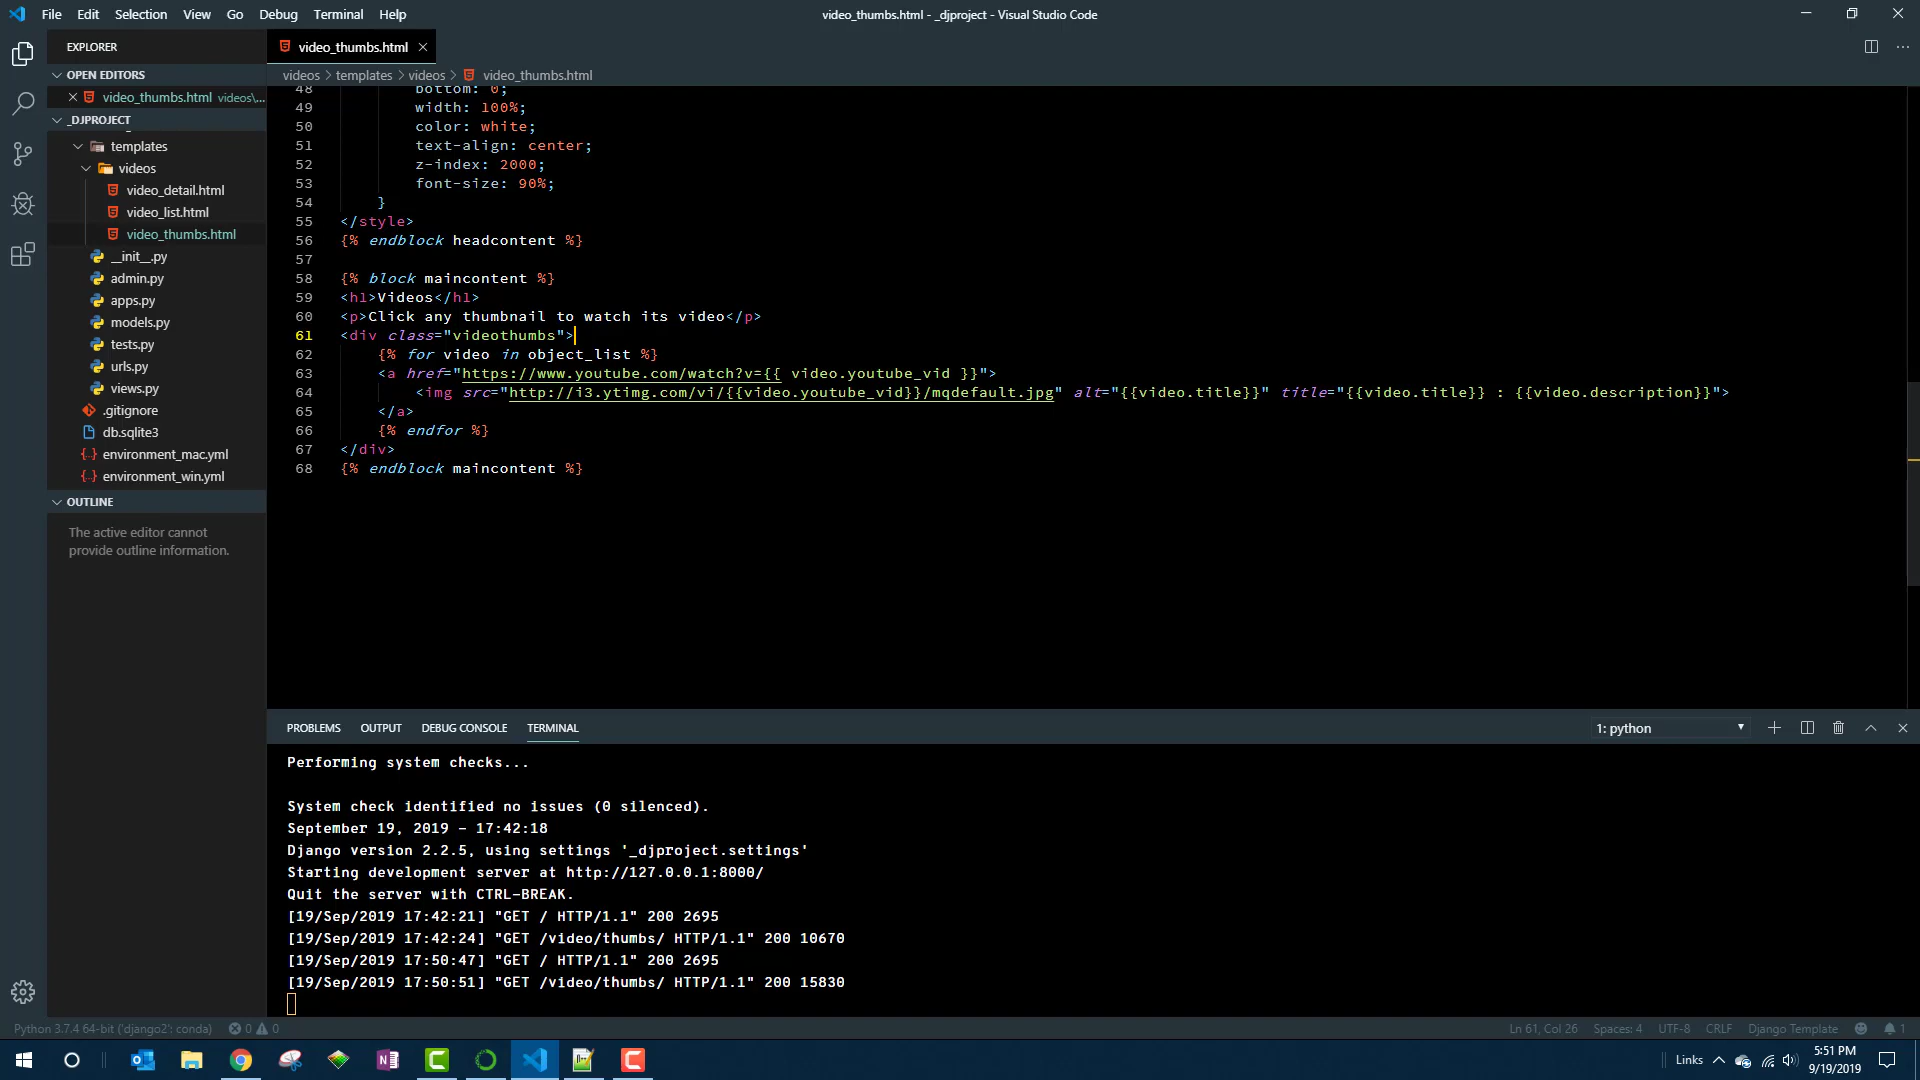 File Edit Selection View Go Debug Terminal Help
video_thumbs.html - _djproject - Visual Studio Code
EXPLORER
OPEN EDITORS
video_thumbs.html videos\...
_DJPROJECT
templates
videos
video_detail.html
video_list.html
video_thumbs.html
__init__.py
admin.py
apps.py
models.py
tests.py
urls.py
views.py
.gitignore
db.sqlite3
environment_mac.yml
environment_win.yml
OUTLINE
The active editor cannot
provide outline information.
video_thumbs.html
videos > templates > videos > video_thumbs.html
48 bottom: 0;
49 width: 100%;
50 color: white;
51 text-align: center;
52 z-index: 2000;
53 font-size: 90%;
54 }
55 </style>
56 {% endblock headcontent %}
57
58 {% block maincontent %}
59 <h1>Videos</h1>
60 <p>Click any thumbnail to watch its video</p>
61 <div class="videothumbs">
62 {% for video in object_list %}
63 <a href="https://www.youtube.com/watch?v={{ video.youtube_vid }}">
64 <img src="http://i3.ytimg.com/vi/{{video.youtube_vid}}/mqdefault.jpg" alt="{{video.title}}" title="{{video.title}} : {{video.description}}">
65 </a>
66 {% endfor %}
67 </div>
68 {% endblock maincontent %}
PROBLEMS OUTPUT DEBUG CONSOLE TERMINAL
1: python
Performing system checks...
System check identified no issues (0 silenced).
September 19, 2019 - 17:42:18
Django version 2.2.5, using settings '_djproject.settings'
Starting development server at http://127.0.0.1:8000/
Quit the server with CTRL-BREAK.
[19/Sep/2019 17:42:21] "GET / HTTP/1.1" 200 2695
[19/Sep/2019 17:42:24] "GET /video/thumbs/ HTTP/1.1" 200 10670
[19/Sep/2019 17:50:47] "GET / HTTP/1.1" 200 2695
[19/Sep/2019 17:50:51] "GET /video/thumbs/ HTTP/1.1" 200 15830
Python 3.7.4 64-bit ('django2': conda) 0 0
Ln 61, Col 26 Spaces: 4 UTF-8 CRLF Django Template 1
Links
5:51 PM
9/19/2019